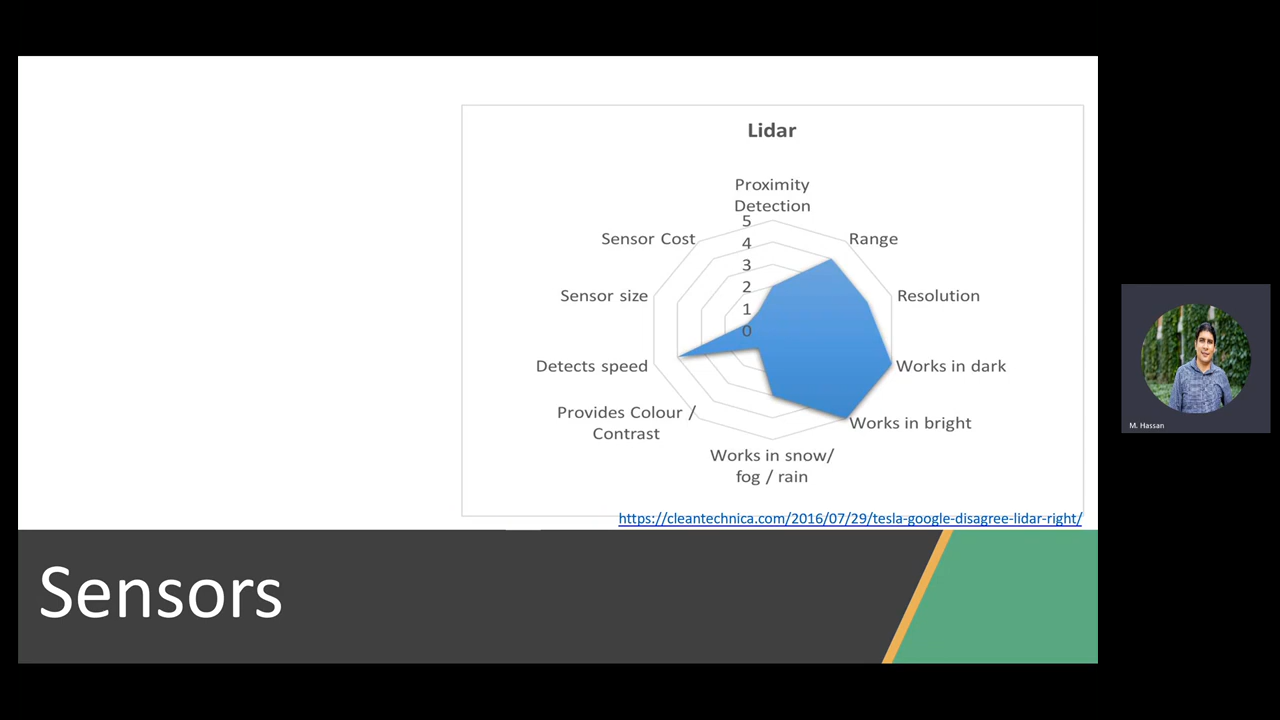 Lidar
Proximity
Detection
5
4
3
2
1
0
Range
Resolution
Works in dark
Works in bright
Works in snow/
fog / rain
Provides Colour /
Contrast
Detects speed
Sensor size
Sensor Cost
https://cleantechnica.com/2016/07/29/tesla-google-disagree-lidar-right/
Sensors
M. Hassan